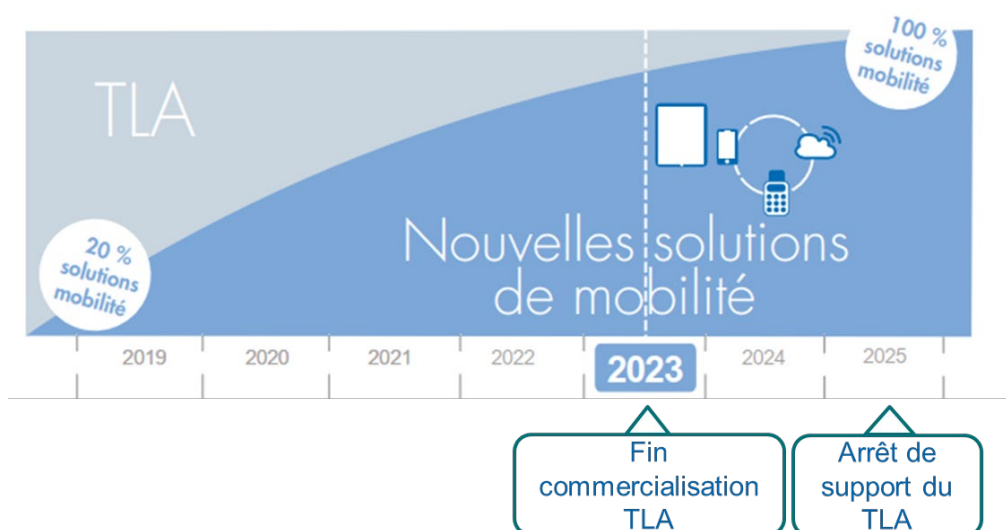 100 %
solutions
mobilité
TLA
20 %
solutions
mobilité
Nouvelles solutions
de mobilité
2019
2020
2021
2022
2023
2024
2025
Fin
commercialisation
TLA
Arrêt de
support du
TLA